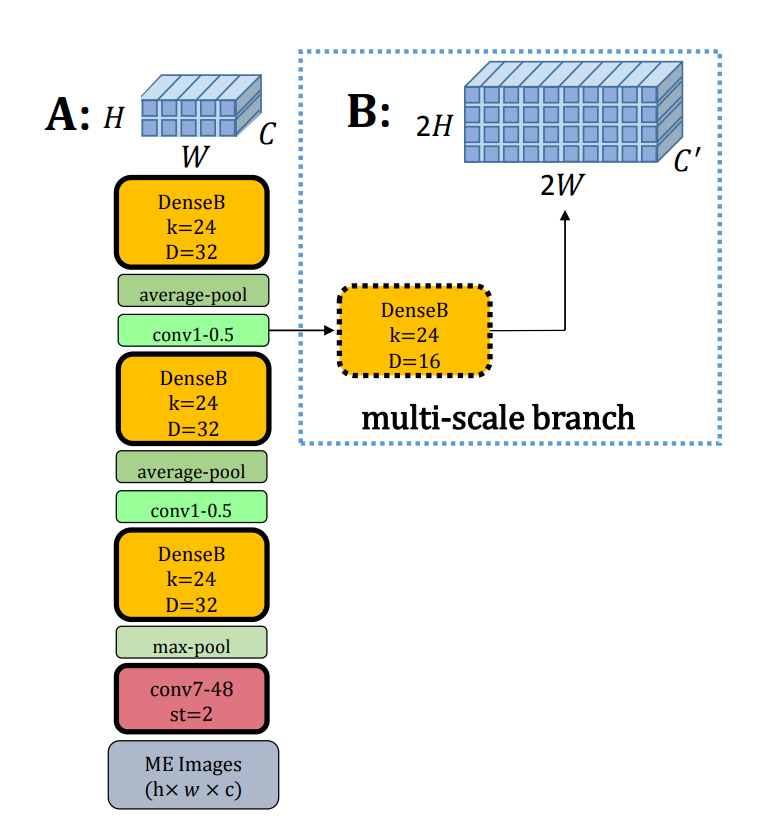 A:
H
C
W
DenseB
k=24
D=32
average-pool
conv1-0.5
DenseB
k=24
D=32
average-pool
conv1-0.5
DenseB
k=24
D=32
max-pool
conv7-48
st=2
ME Images
(h× w × c)
B:
2H
C′
2W
DenseB
k=24
D=16
multi-scale branch